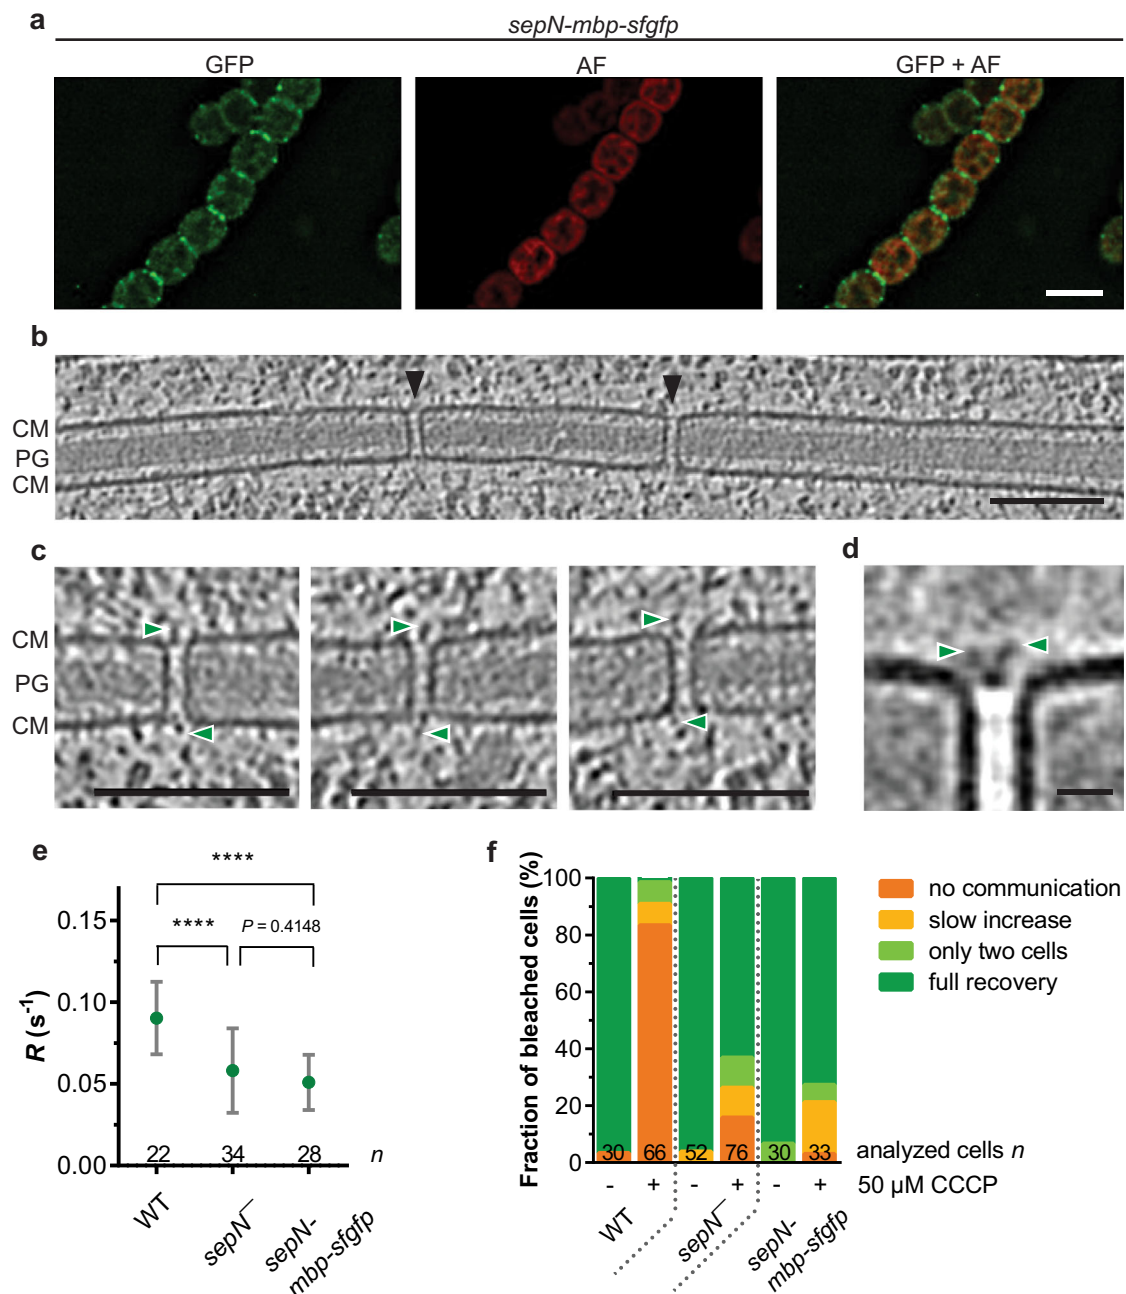 a
sepN-mbp-sfgfp
GFP
AF
GFP + AF
b
CM
PG
CM
c
d
CM
PG
CM
e
****
****
P = 0.4148
0.15
0.10
0.05
0.00
R (s⁻¹)
22 34 28 n
WT
sepN⁻
sepN-
mbp-sfgfp
f
Fraction of bleached cells (%)
100
80
60
40
20
0
no communication
slow increase
only two cells
full recovery
30 66 52 76 30 33 analyzed cells n
- + - + - + 50 µM CCCP
WT
sepN⁻
sepN-
mbp-sfgfp